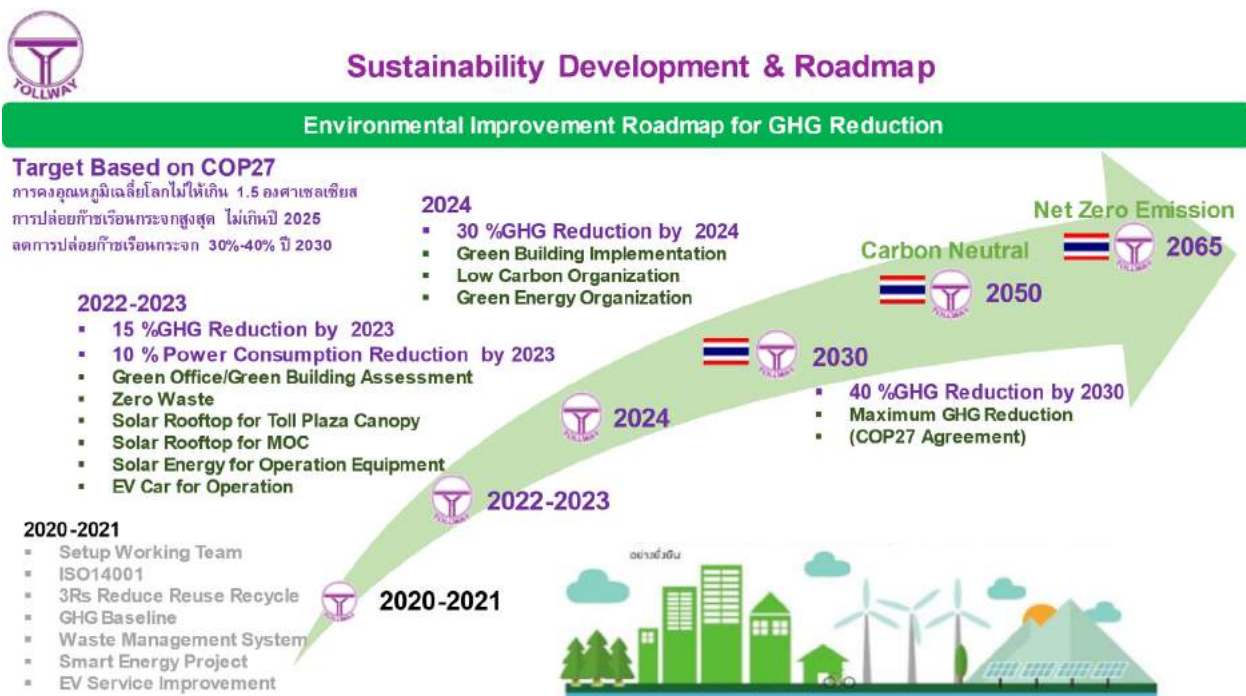 TOLLWAY
Sustainability Development & Roadmap
Environmental Improvement Roadmap for GHG Reduction
Target Based on COP27
การคงอุณหภูมิเฉลี่ยโลกไม่ให้เกิน 1.5 องศาเซลเซียส
การปล่อยก๊าซเรือนกระจกสูงสุด ไม่เกินปี 2025
ลดการปล่อยก๊าซเรือนกระจก 30%-40% ปี 2030
2024
▪ 30 %GHG Reduction by 2024
▪ Green Building Implementation
▪ Low Carbon Organization
▪ Green Energy Organization
Net Zero Emission
2065
Carbon Neutral
2050
2022-2023
▪ 15 %GHG Reduction by 2023
▪ 10 % Power Consumption Reduction by 2023
▪ Green Office/Green Building Assessment
▪ Zero Waste
▪ Solar Rooftop for Toll Plaza Canopy
▪ Solar Rooftop for MOC
▪ Solar Energy for Operation Equipment
▪ EV Car for Operation
2030
▪ 40 %GHG Reduction by 2030
▪ Maximum GHG Reduction
▪ (COP27 Agreement)
2024
2022-2023
2020-2021
▪ Setup Working Team
▪ ISO14001
▪ 3Rs Reduce Reuse Recycle
▪ GHG Baseline
▪ Waste Management System
▪ Smart Energy Project
▪ EV Service Improvement
2020-2021
อย่างยั่งยืน